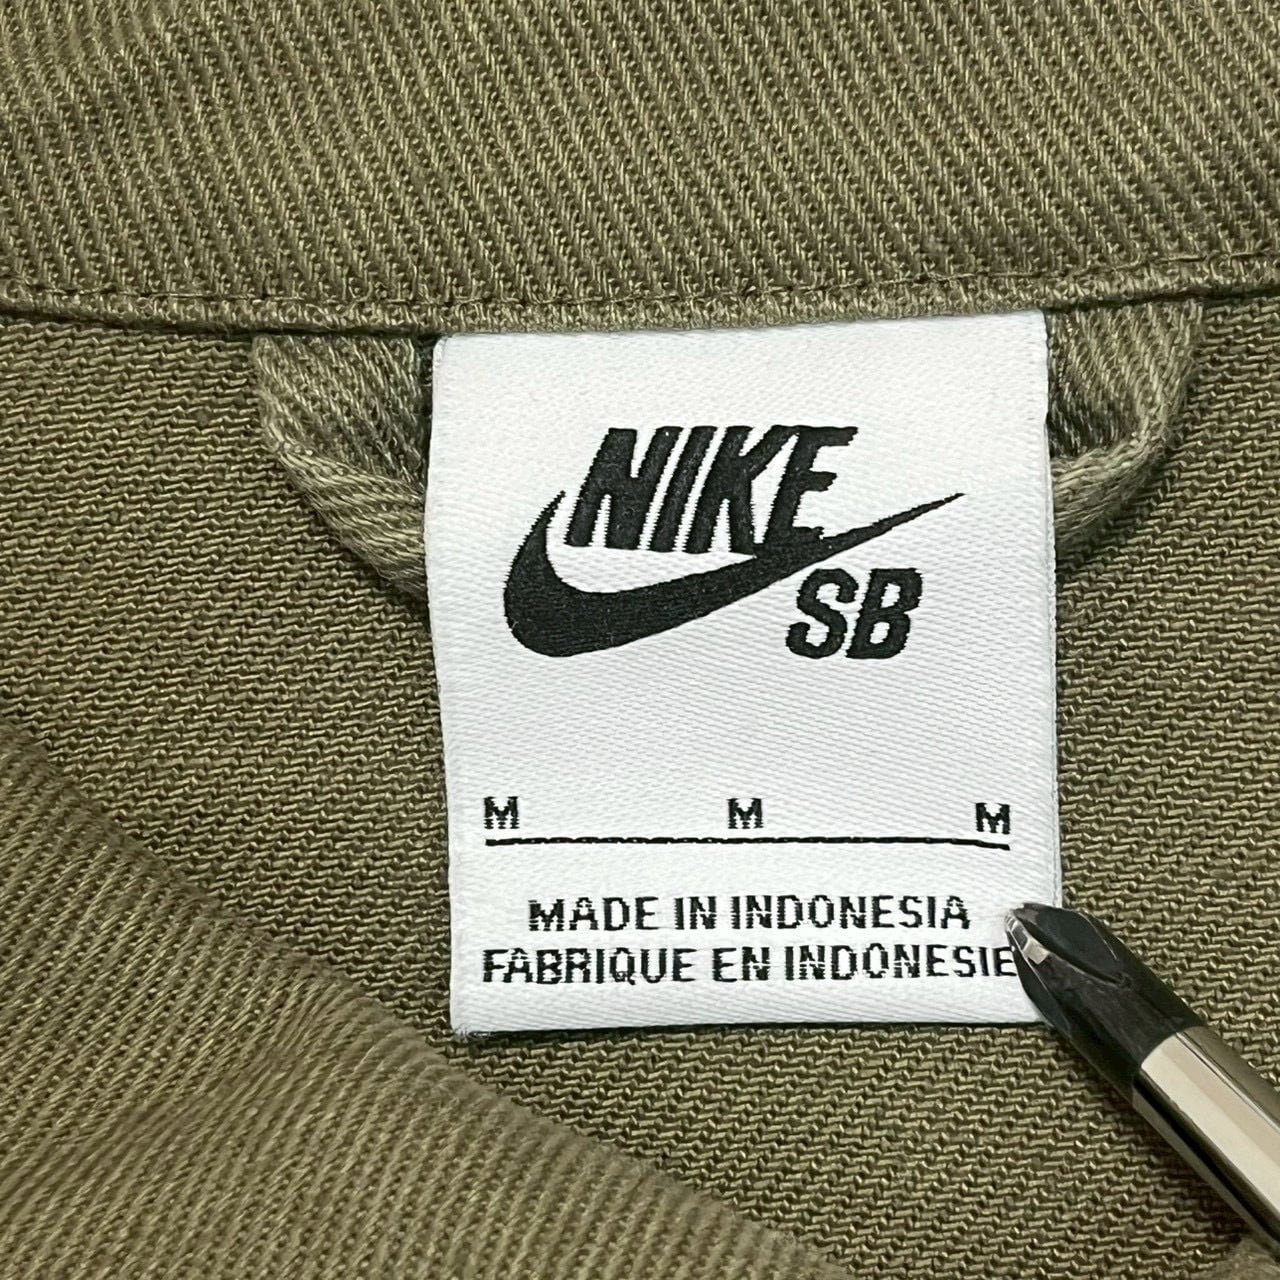 NIKE
SB
M M M
MADE IN INDONESIA
FABRIQUE EN INDONESIE